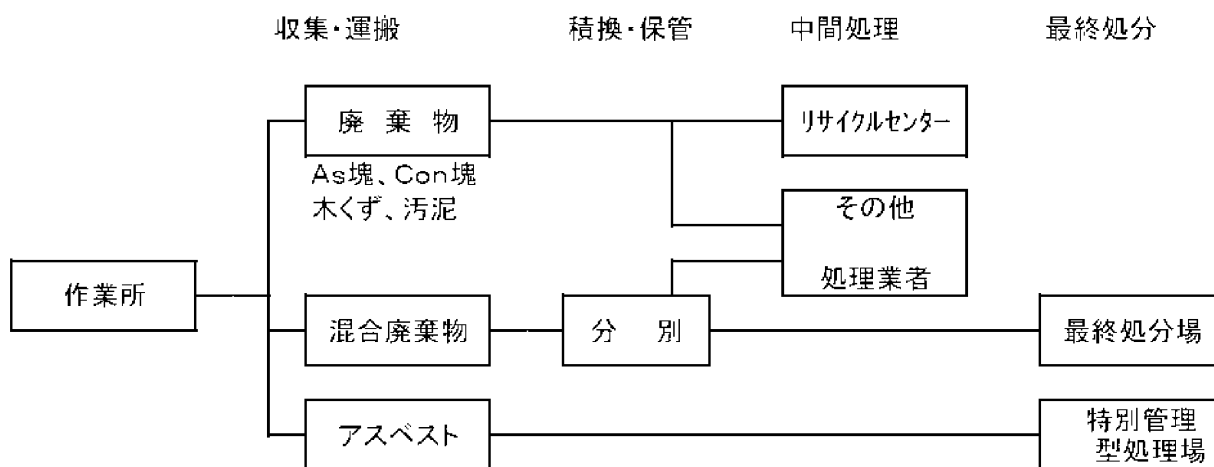 収集・運搬 積換・保管 中間処理 最終処分
廃棄物 リサイクルセンター
As塊、Con塊
木くず、汚泥
その他
処理業者
作業所
混合廃棄物 分別 最終処分場
アスベスト 特別管理
型処理場